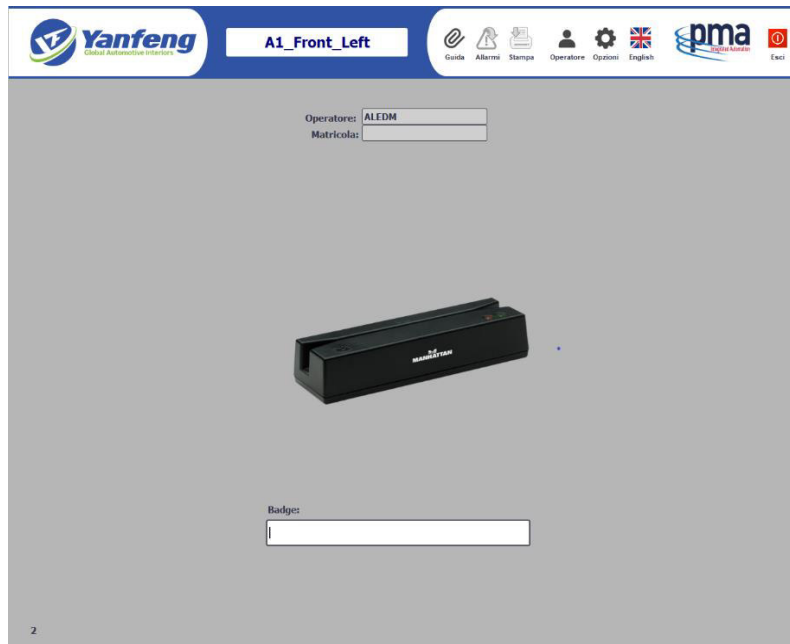 Yanfeng
Global Automotive Interiors
A1_Front_Left
Guida
Allarmi
Stampa
Operatore
Opzioni
English
pma
Esci
Operatore: ALEDM
Matricola:
MANHATTAN
Badge:
2